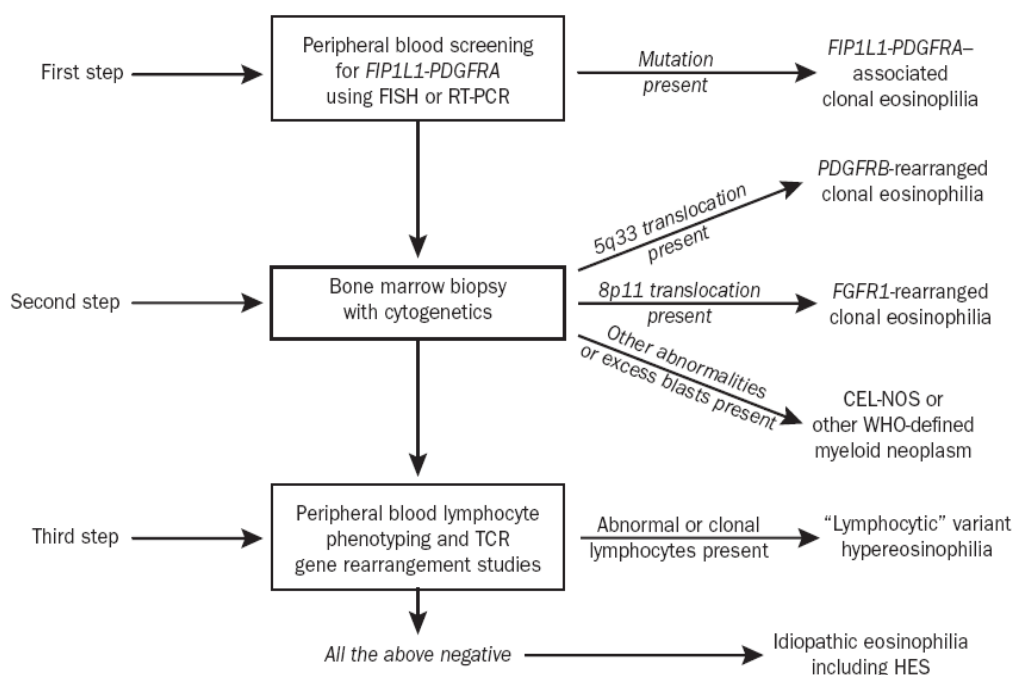 First step
Peripheral blood screening
for FIP1L1-PDGFRA
using FISH or RT-PCR
Mutation
present
FIP1L1-PDGFRA–
associated
clonal eosinoplilia
PDGFRB-rearranged
clonal eosinophilia
5q33 translocation
present
Second step
Bone marrow biopsy
with cytogenetics
8p11 translocation
present
FGFR1-rearranged
clonal eosinophilia
Other abnormalities
or excess blasts present
CEL-NOS or
other WHO-defined
myeloid neoplasm
Third step
Peripheral blood lymphocyte
phenotyping and TCR
gene rearrangement studies
Abnormal or clonal
lymphocytes present
“Lymphocytic” variant
hypereosinophilia
All the above negative
Idiopathic eosinophilia
including HES